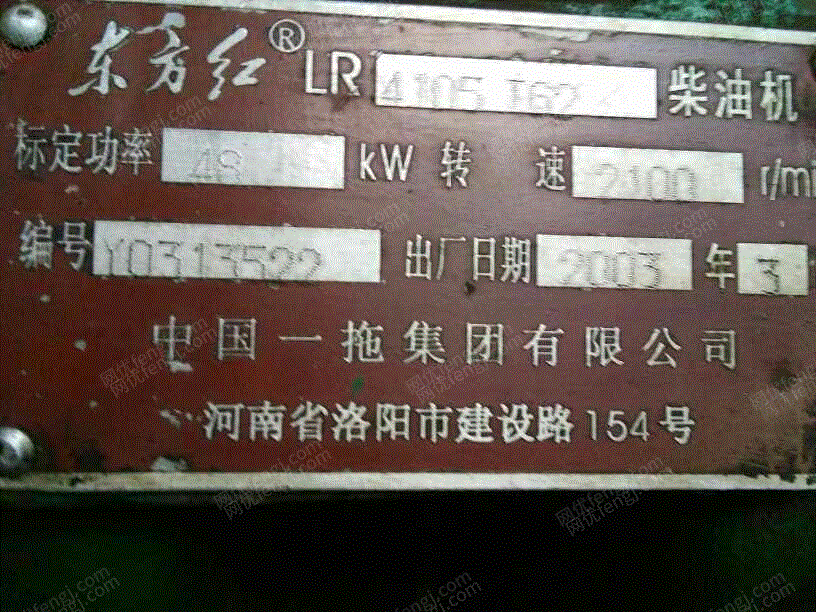 东方红® LR 4105 T62 柴油机
标定功率 48 kW 转速 2100 r/mi
编号 Y0313522 出厂日期 2003 年 3
中国一拖集团有限公司
河南省洛阳市建设路154号